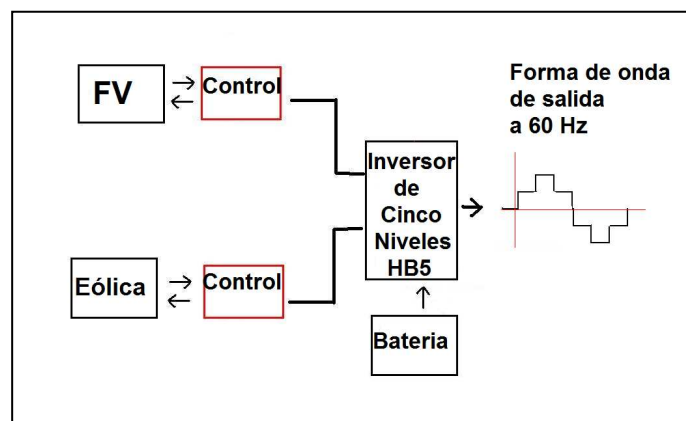 FV
Control
Forma de onda
de salida
a 60 Hz
Inversor
de
Cinco
Niveles
HB5
Eólica
Control
Bateria